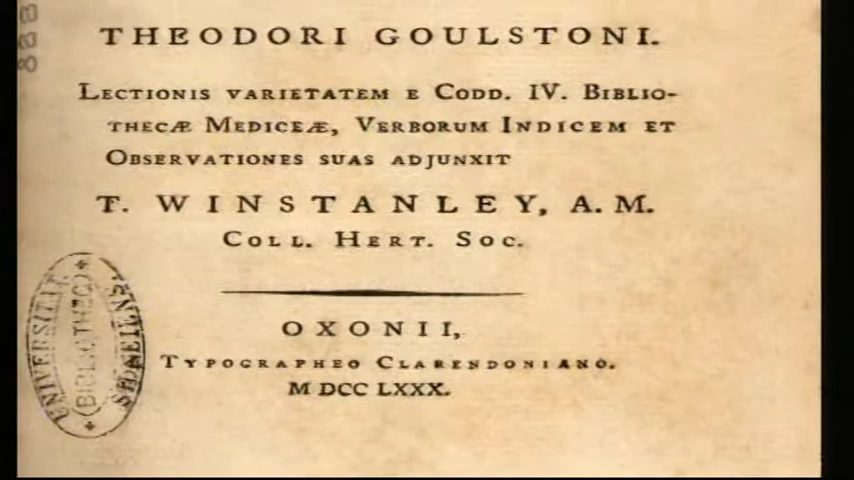 THEODORI GOULSTONI.
LECTIONIS VARIETATEM E CODD. IV. BIBLIO-
THECÆ MEDICEÆ, VERBORUM INDICEM ET
OBSERVATIONES SUAS ADJUNXIT
T. WINSTANLEY, A. M.
COLL. HERT. SOC.
OXONII,
TYPOGRAPHEO CLARENDONIANO.
M DCC LXXX.
BIBLIOTHEC